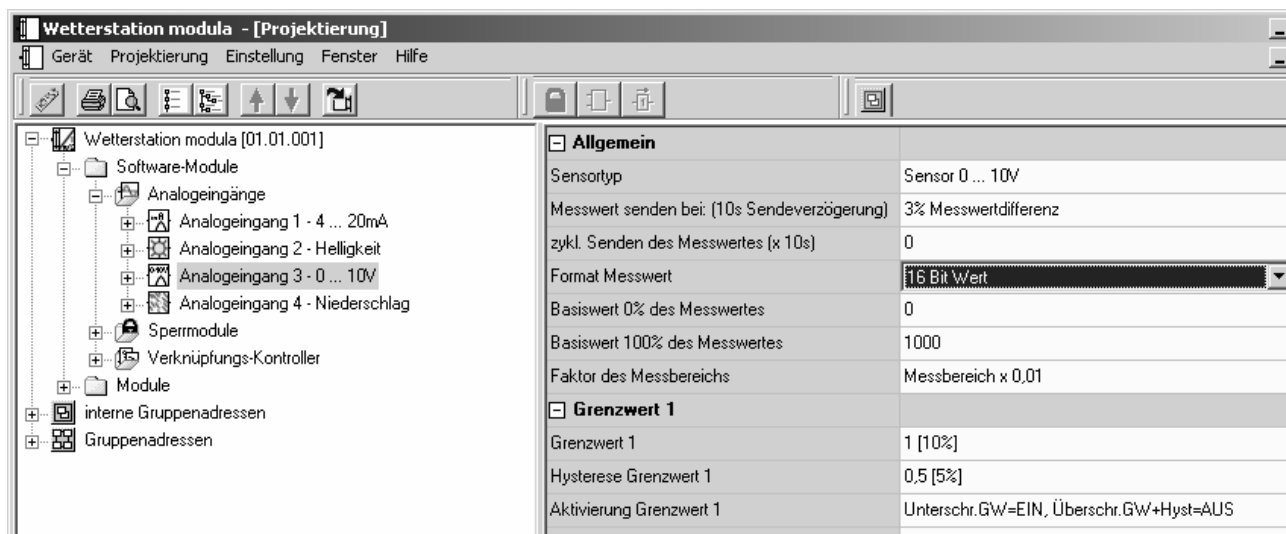 Wetterstation modula - [Projektierung]
Gerät Projektierung Einstellung Fenster Hilfe
Wetterstation modula [01.01.001]
Software-Module
Analogeingänge
Analogeingang 1 - 4 ... 20mA
Analogeingang 2 - Helligkeit
Analogeingang 3 - 0 ... 10V
Analogeingang 4 - Niederschlag
Sperrmodule
Verknüpfungs-Kontroller
Module
interne Gruppenadressen
Gruppenadressen
Allgemein
Sensortyp Sensor 0 ... 10V
Messwert senden bei: (10s Sendeverzögerung) 3% Messwertdifferenz
zykl. Senden des Messwertes (x 10s) 0
Format Messwert 16 Bit Wert
Basiswert 0% des Messwertes 0
Basiswert 100% des Messwertes 1000
Faktor des Messbereichs Messbereich x 0,01
Grenzwert 1
Grenzwert 1 1 [10%]
Hysterese Grenzwert 1 0,5 [5%]
Aktivierung Grenzwert 1 Unterschr.GW=EIN, Überschr.GW+Hyst=AUS